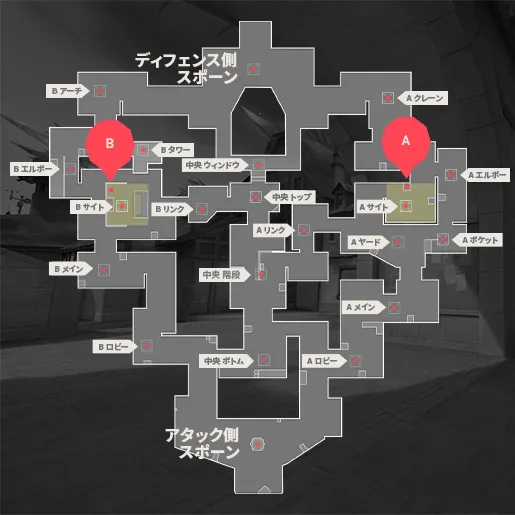 ディフェンス側
スポーン
B アーチ
A クレーン
B
A
B タワー
中央 ウィンドウ
B エルボー
A エルボー
中央 トップ
B サイト
B リンク
A サイト
A リンク
A ヤード
A ポケット
B メイン
中央 階段
A メイン
B ロビー
中央 ボトム
A ロビー
アタック側
スポーン